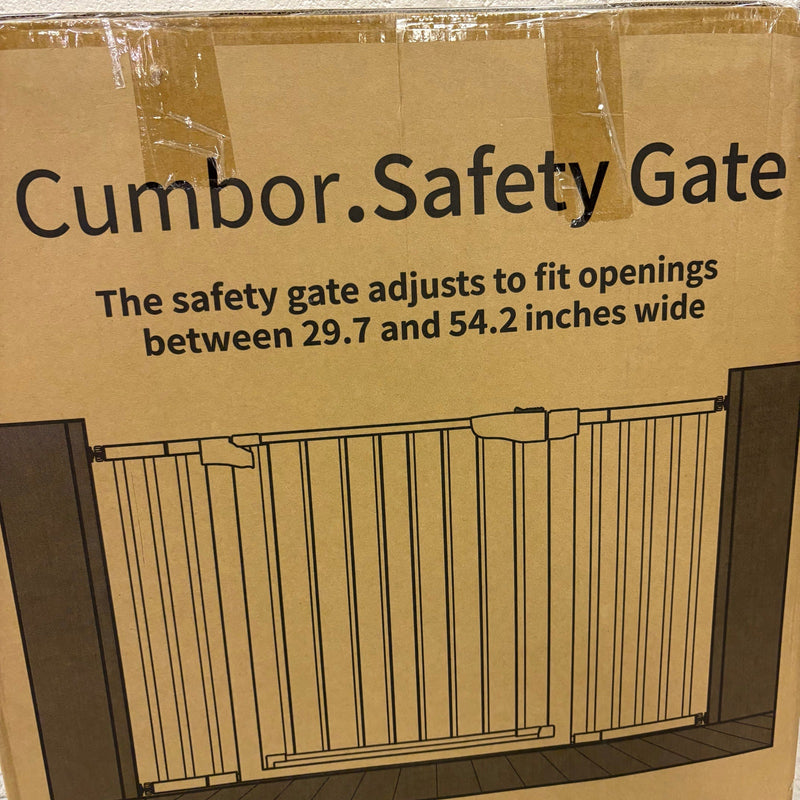 Cumbor.Safety Gate
The safety gate adjusts to fit openings
between 29.7 and 54.2 inches wide